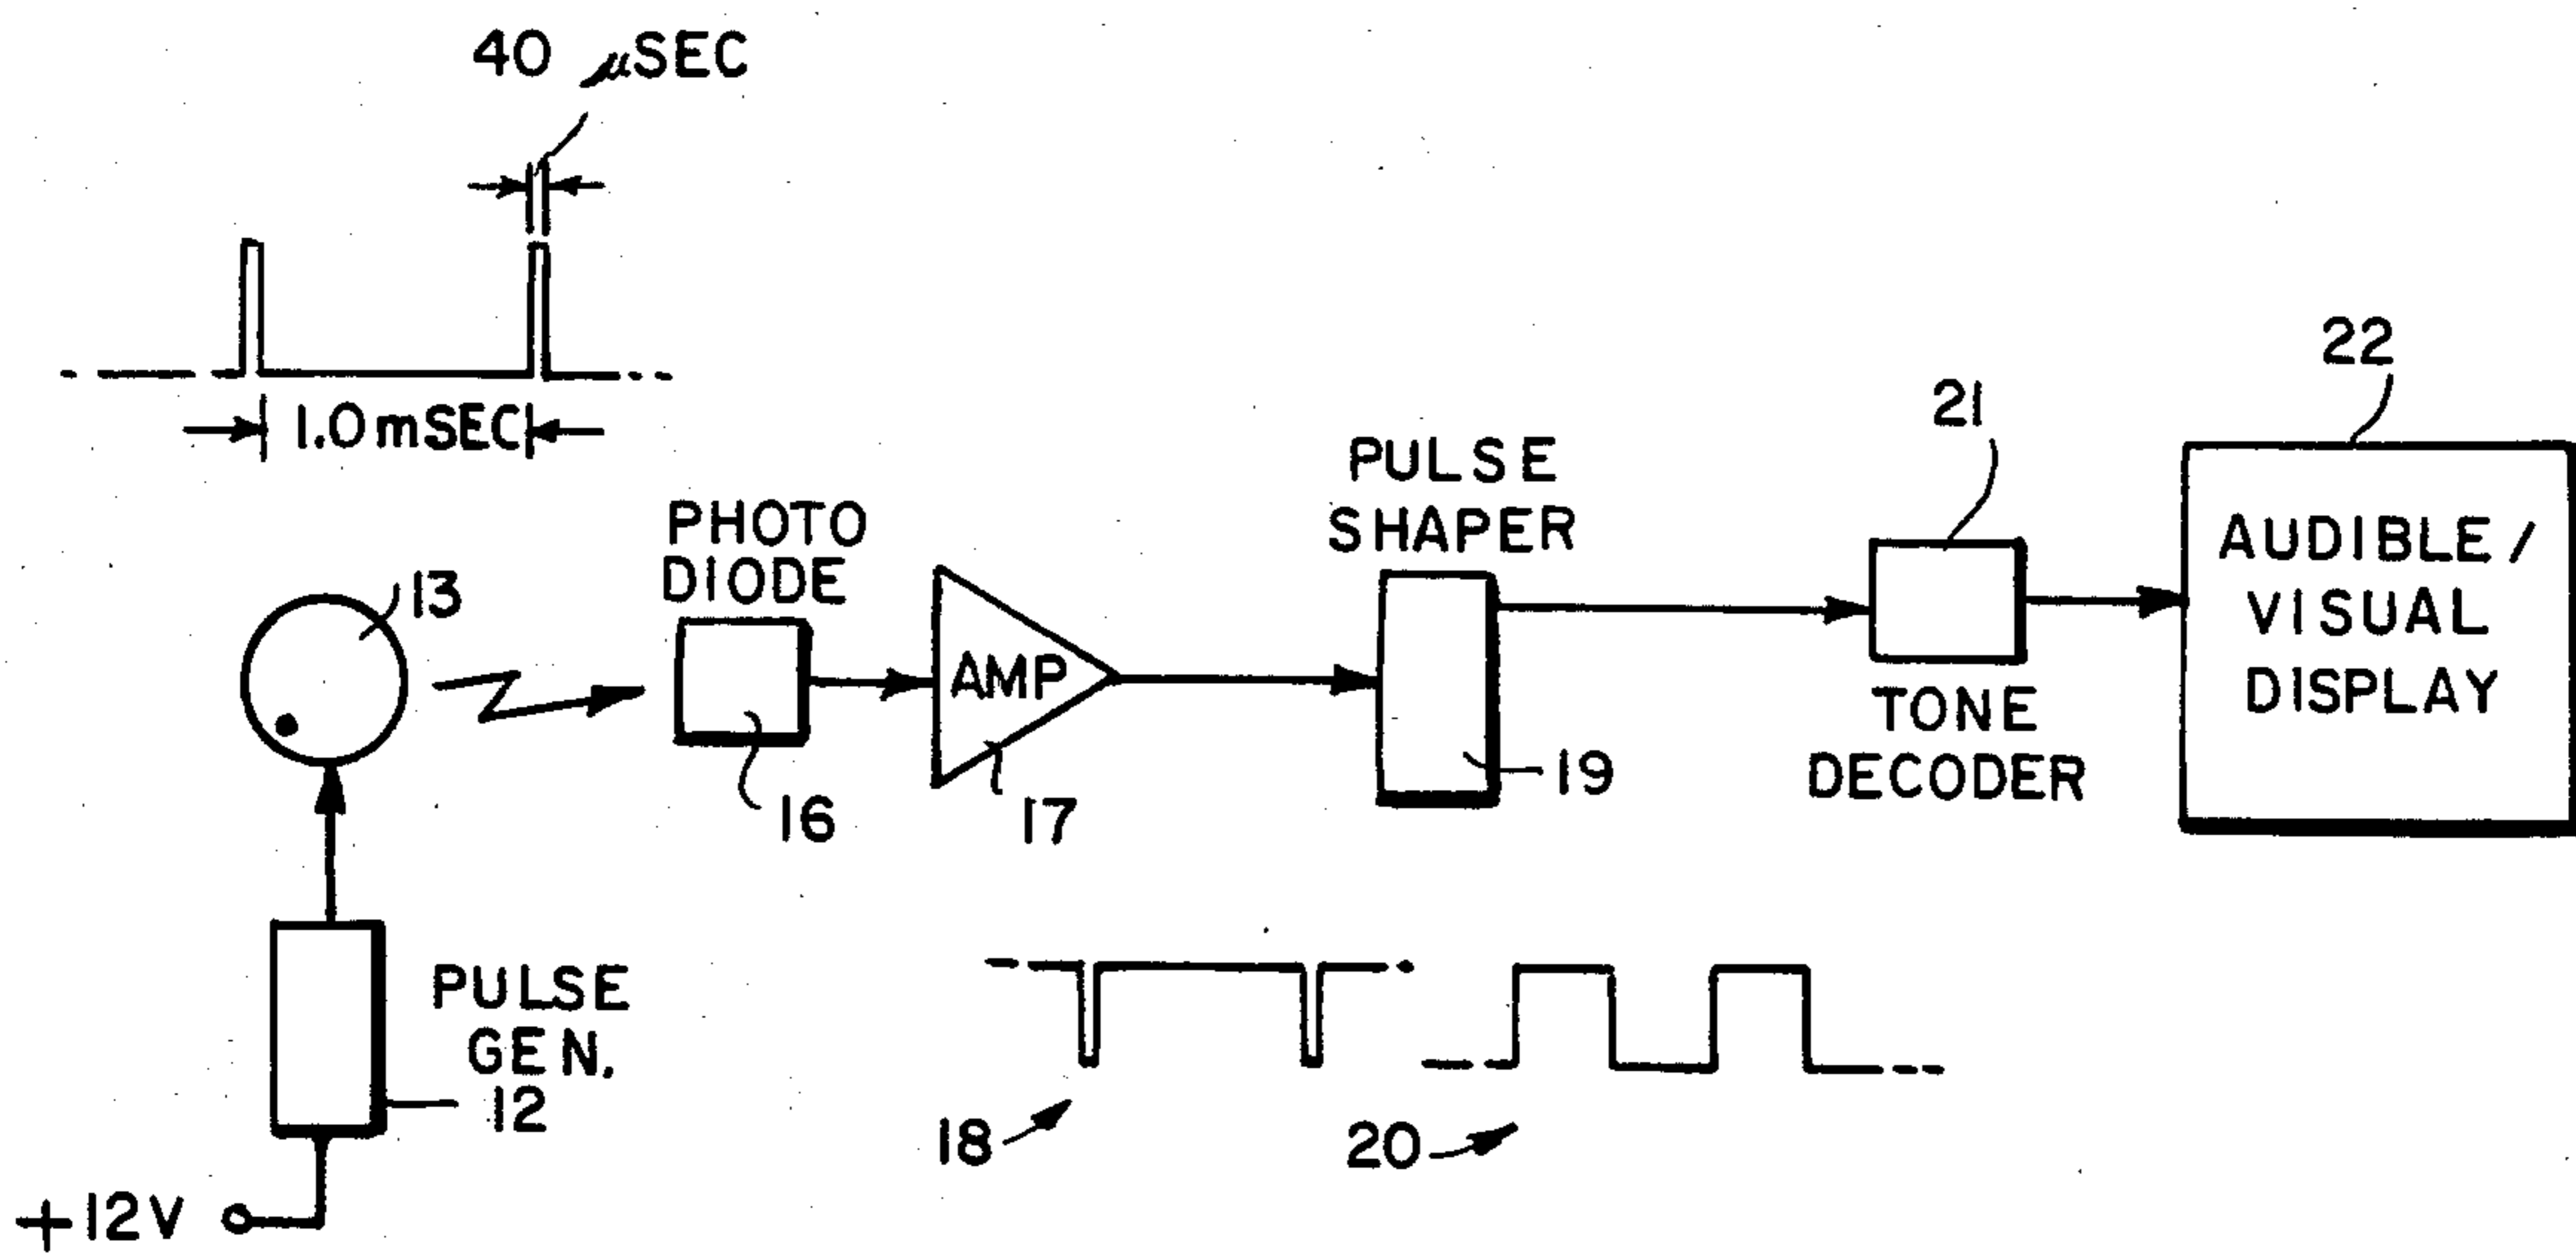 40 µSEC
1.0 mSEC
22
21
PULSE
SHAPER
PHOTO
DIODE
AUDIBLE /
VISUAL
DISPLAY
13
AMP
TONE
DECODER
16
17
19
PULSE
GEN.
12
18
20
+12V